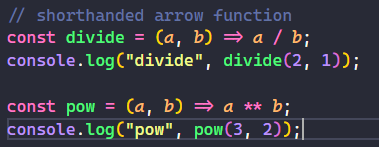 // shorthanded arrow function
const divide = (a, b) => a / b;
console.log("divide", divide(2, 1));
const pow = (a, b) => a ** b;
console.log("pow", pow(3, 2));